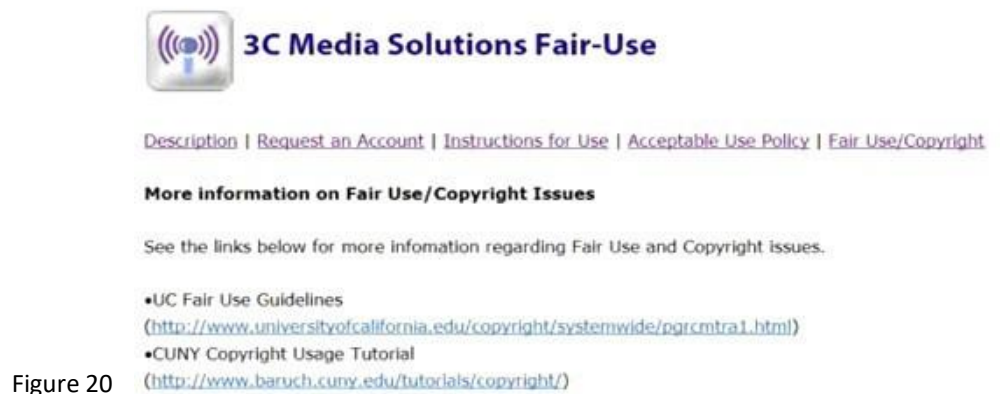 3C Media Solutions Fair-Use
Description | Request an Account | Instructions for Use | Acceptable Use Policy | Fair Use/Copyright
More information on Fair Use/Copyright Issues
See the links below for more infomation regarding Fair Use and Copyright issues.
•UC Fair Use Guidelines
(http://www.universityofcalifornia.edu/copyright/systemwide/pgrcmtra1.html)
•CUNY Copyright Usage Tutorial
Figure 20 (http://www.baruch.cuny.edu/tutorials/copyright/)